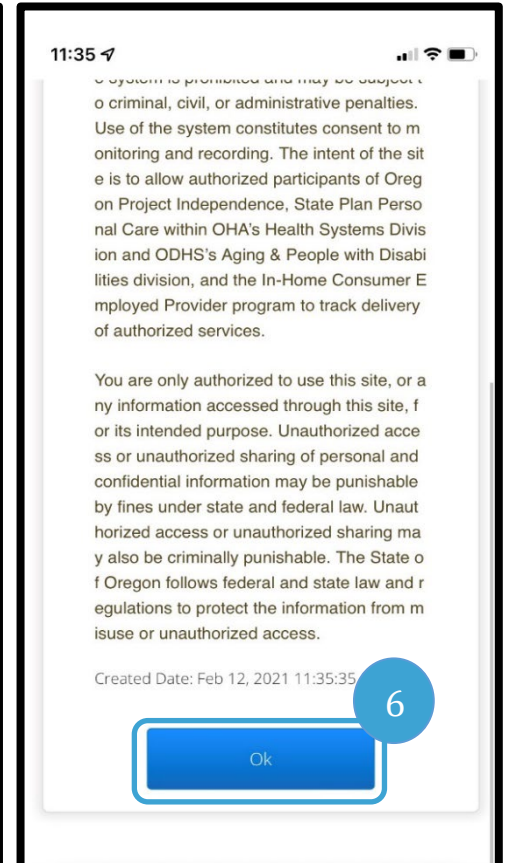 11:35
e system is prohibited and may be subject t
o criminal, civil, or administrative penalties.
Use of the system constitutes consent to m
onitoring and recording. The intent of the sit
e is to allow authorized participants of Oreg
on Project Independence, State Plan Perso
nal Care within OHA's Health Systems Divis
ion and ODHS's Aging & People with Disabi
lities division, and the In-Home Consumer E
mployed Provider program to track delivery
of authorized services.
You are only authorized to use this site, or a
ny information accessed through this site, f
or its intended purpose. Unauthorized acce
ss or unauthorized sharing of personal and
confidential information may be punishable
by fines under state and federal law. Unaut
horized access or unauthorized sharing ma
y also be criminally punishable. The State o
f Oregon follows federal and state law and r
egulations to protect the information from m
isuse or unauthorized access.
Created Date: Feb 12, 2021 11:35:35
6
Ok